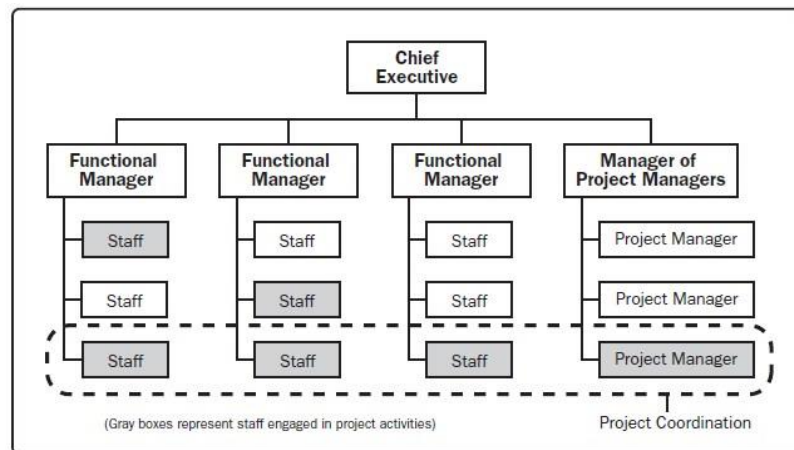 Chief
Executive
Functional
Manager
Functional
Manager
Functional
Manager
Manager of
Project Managers
Staff
Staff
Staff
Project Manager
Staff
Staff
Staff
Project Manager
Staff
Staff
Staff
Project Manager
(Gray boxes represent staff engaged in project activities)
Project Coordination